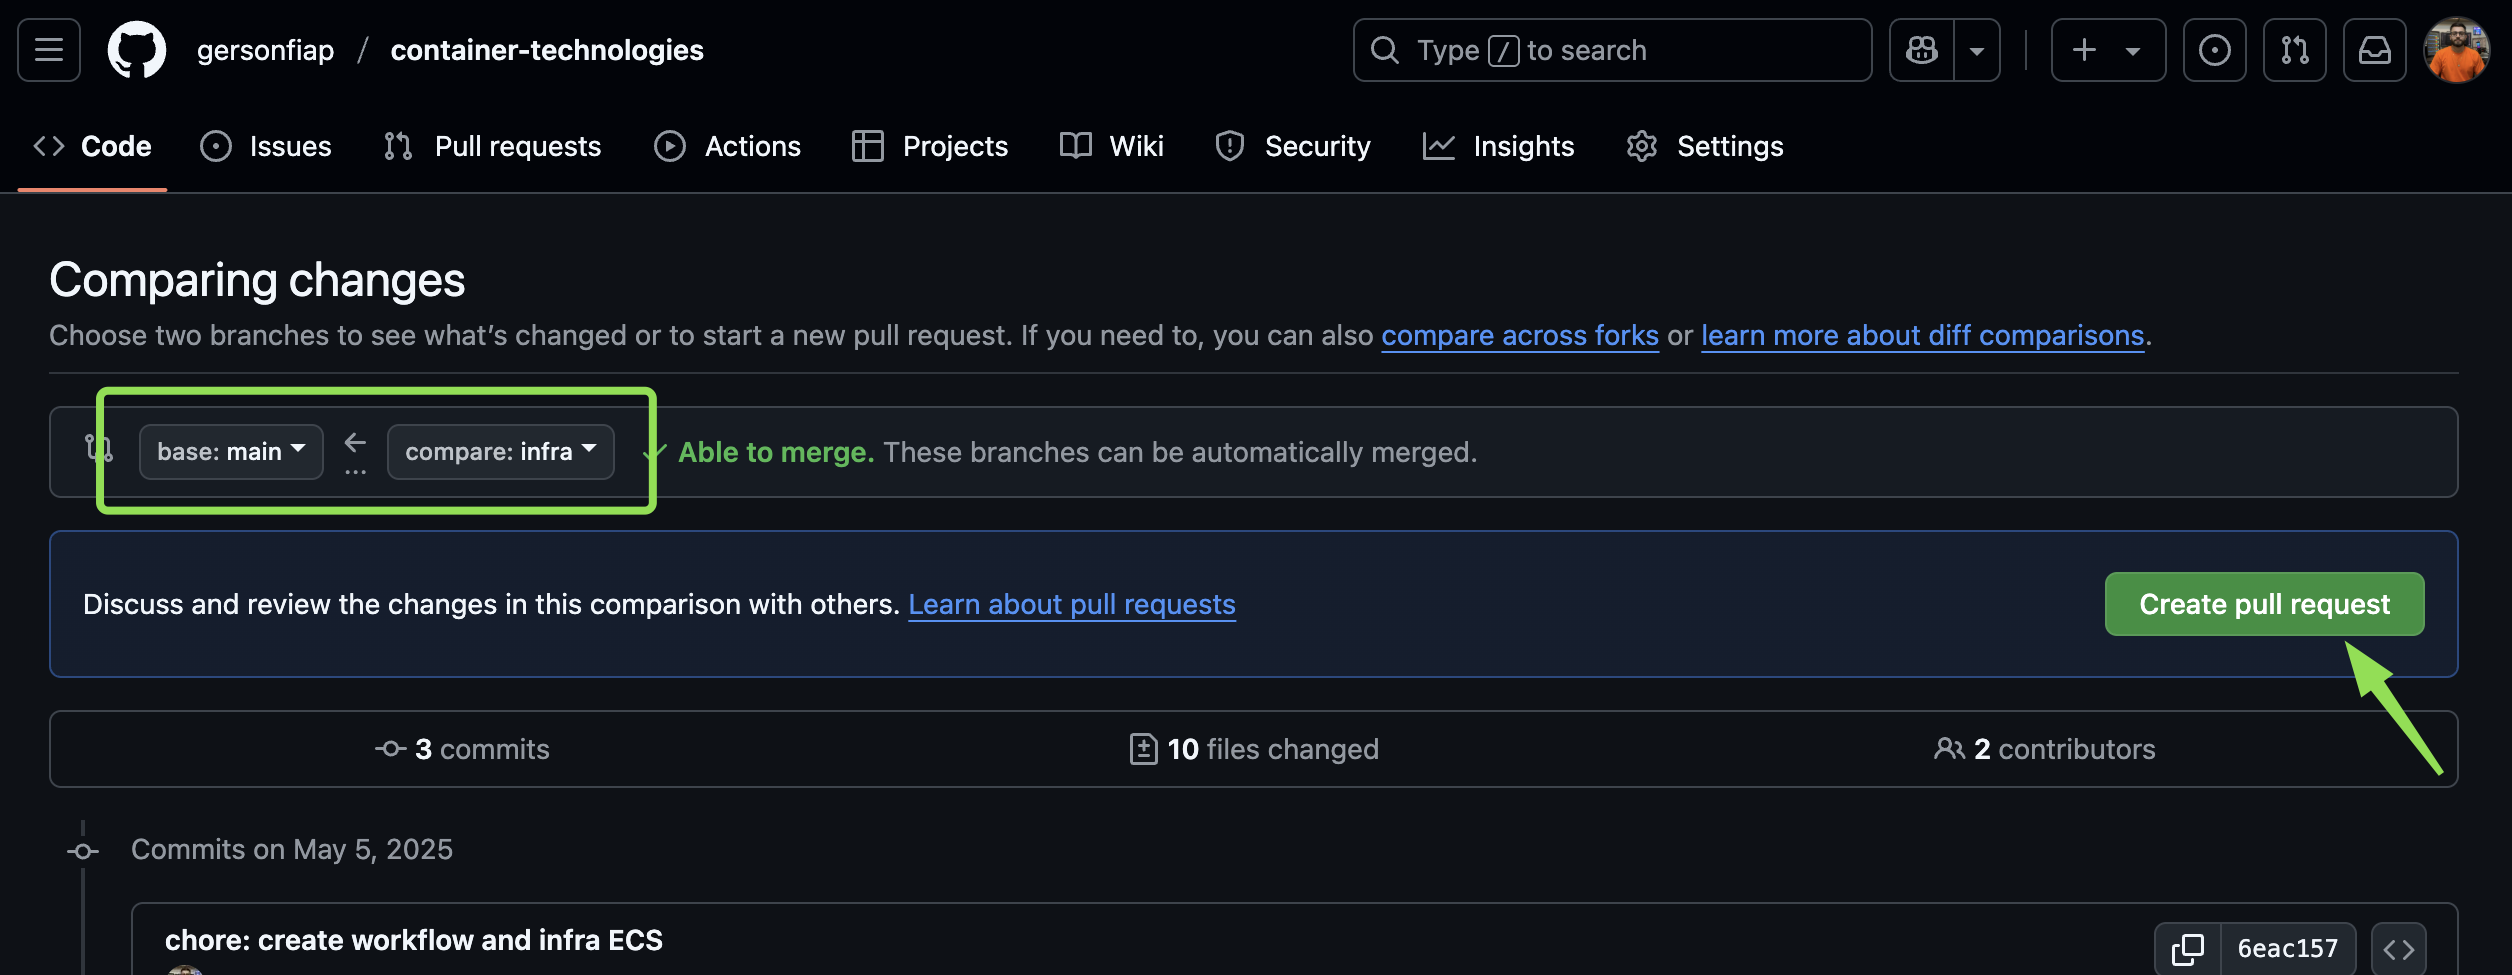 gersonfiap / container-technologies
Type / to search
Code Issues Pull requests Actions Projects Wiki Security Insights Settings
Comparing changes
Choose two branches to see what’s changed or to start a new pull request. If you need to, you can also compare across forks or learn more about diff comparisons.
base: main ← ... compare: infra ✓ Able to merge. These branches can be automatically merged.
Discuss and review the changes in this comparison with others. Learn about pull requests
Create pull request
3 commits 10 files changed 2 contributors
Commits on May 5, 2025
chore: create workflow and infra ECS
6eac157